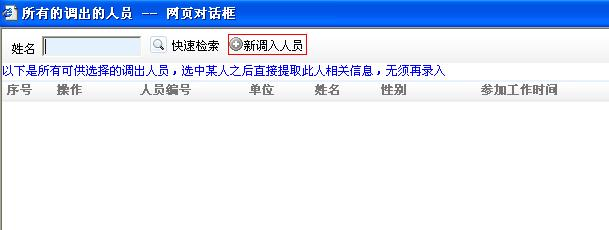 所有的调出的人员 -- 网页对话框
姓名 快速检索 新调入人员
以下是所有可供选择的调出人员，选中某人之后直接提取此人相关信息，无须再录入
序号 操作 人员编号 单位 姓名 性别 参加工作时间